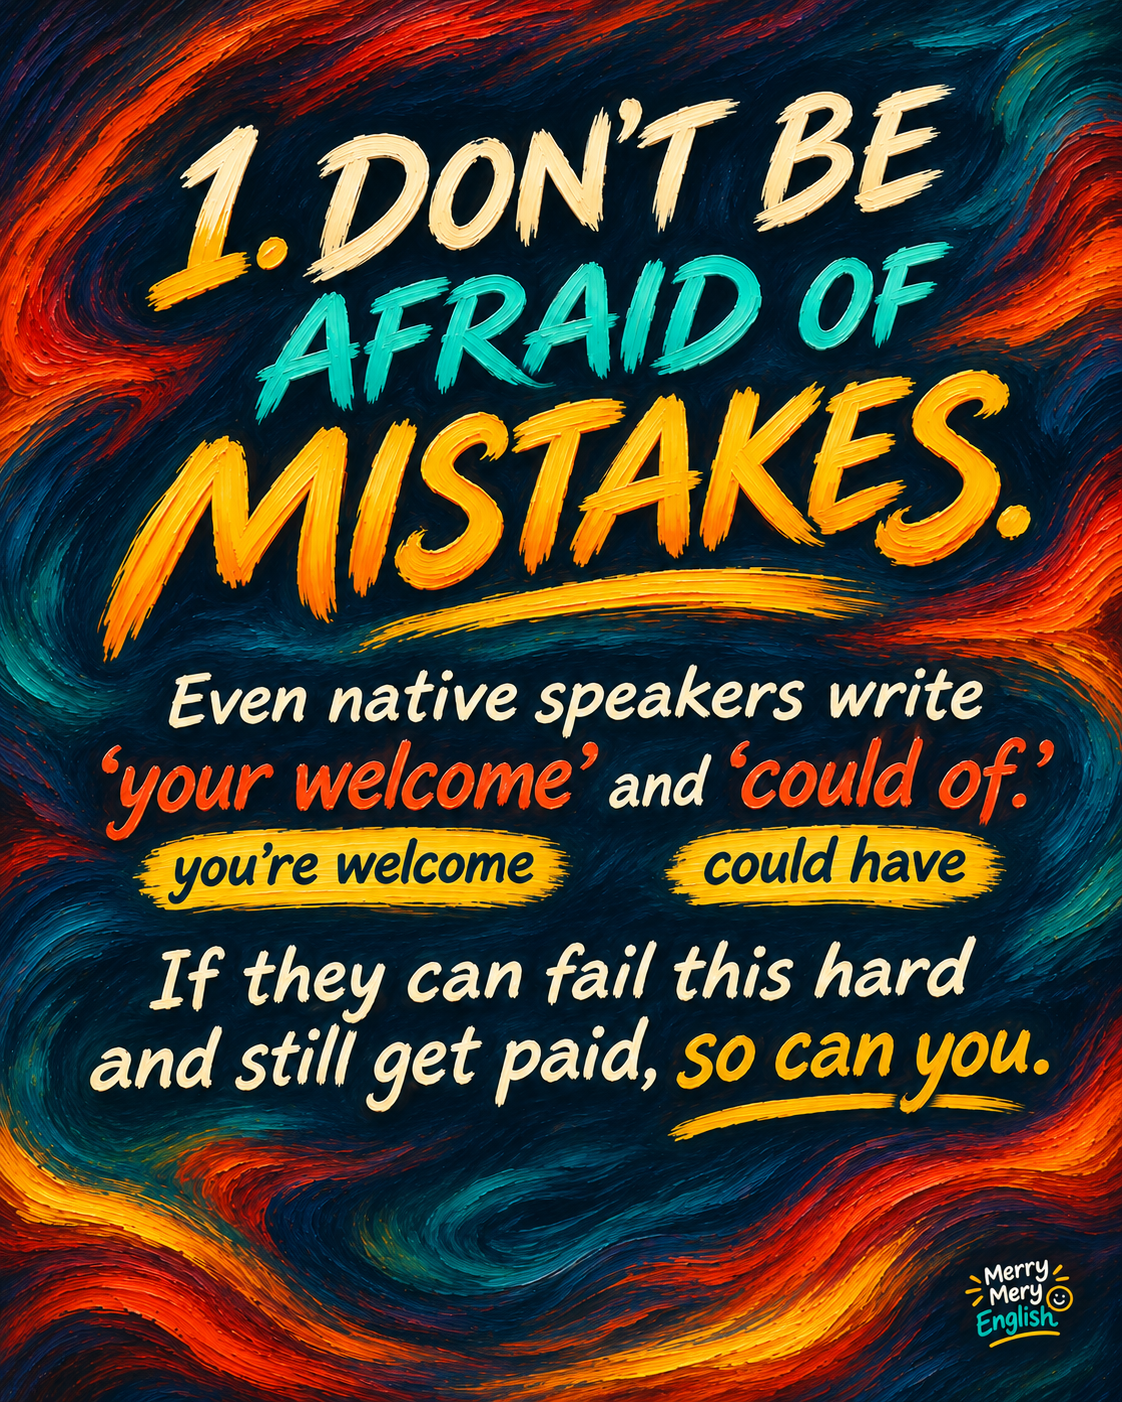 1. DON'T BE
AFRAID OF
MISTAKES.
Even native speakers write
‘your welcome’ and ‘could of.’
you're welcome could have
If they can fail this hard
and still get paid, so can you.
Merry
Mery
English